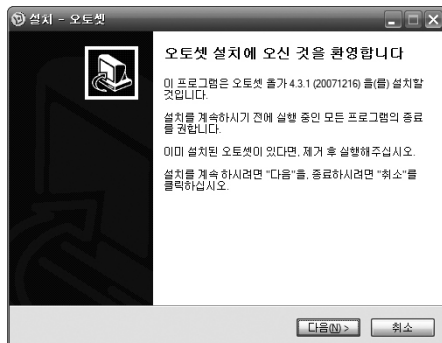 설치 - 오토셋
오토셋 설치에 오신 것을 환영합니다
이 프로그램은 오토셋 올가 4.3.1 (20071216) 을(를) 설치할
것입니다.
설치를 계속하시기 전에 실행 중인 모든 프로그램의 종료
를 권합니다.
이미 설치된 오토셋이 있다면, 제거 후 실행해주십시오.
설치를 계속 하시려면 "다음"을, 종료하시려면 "취소"를
클릭하십시오.
다음(N) > 취소